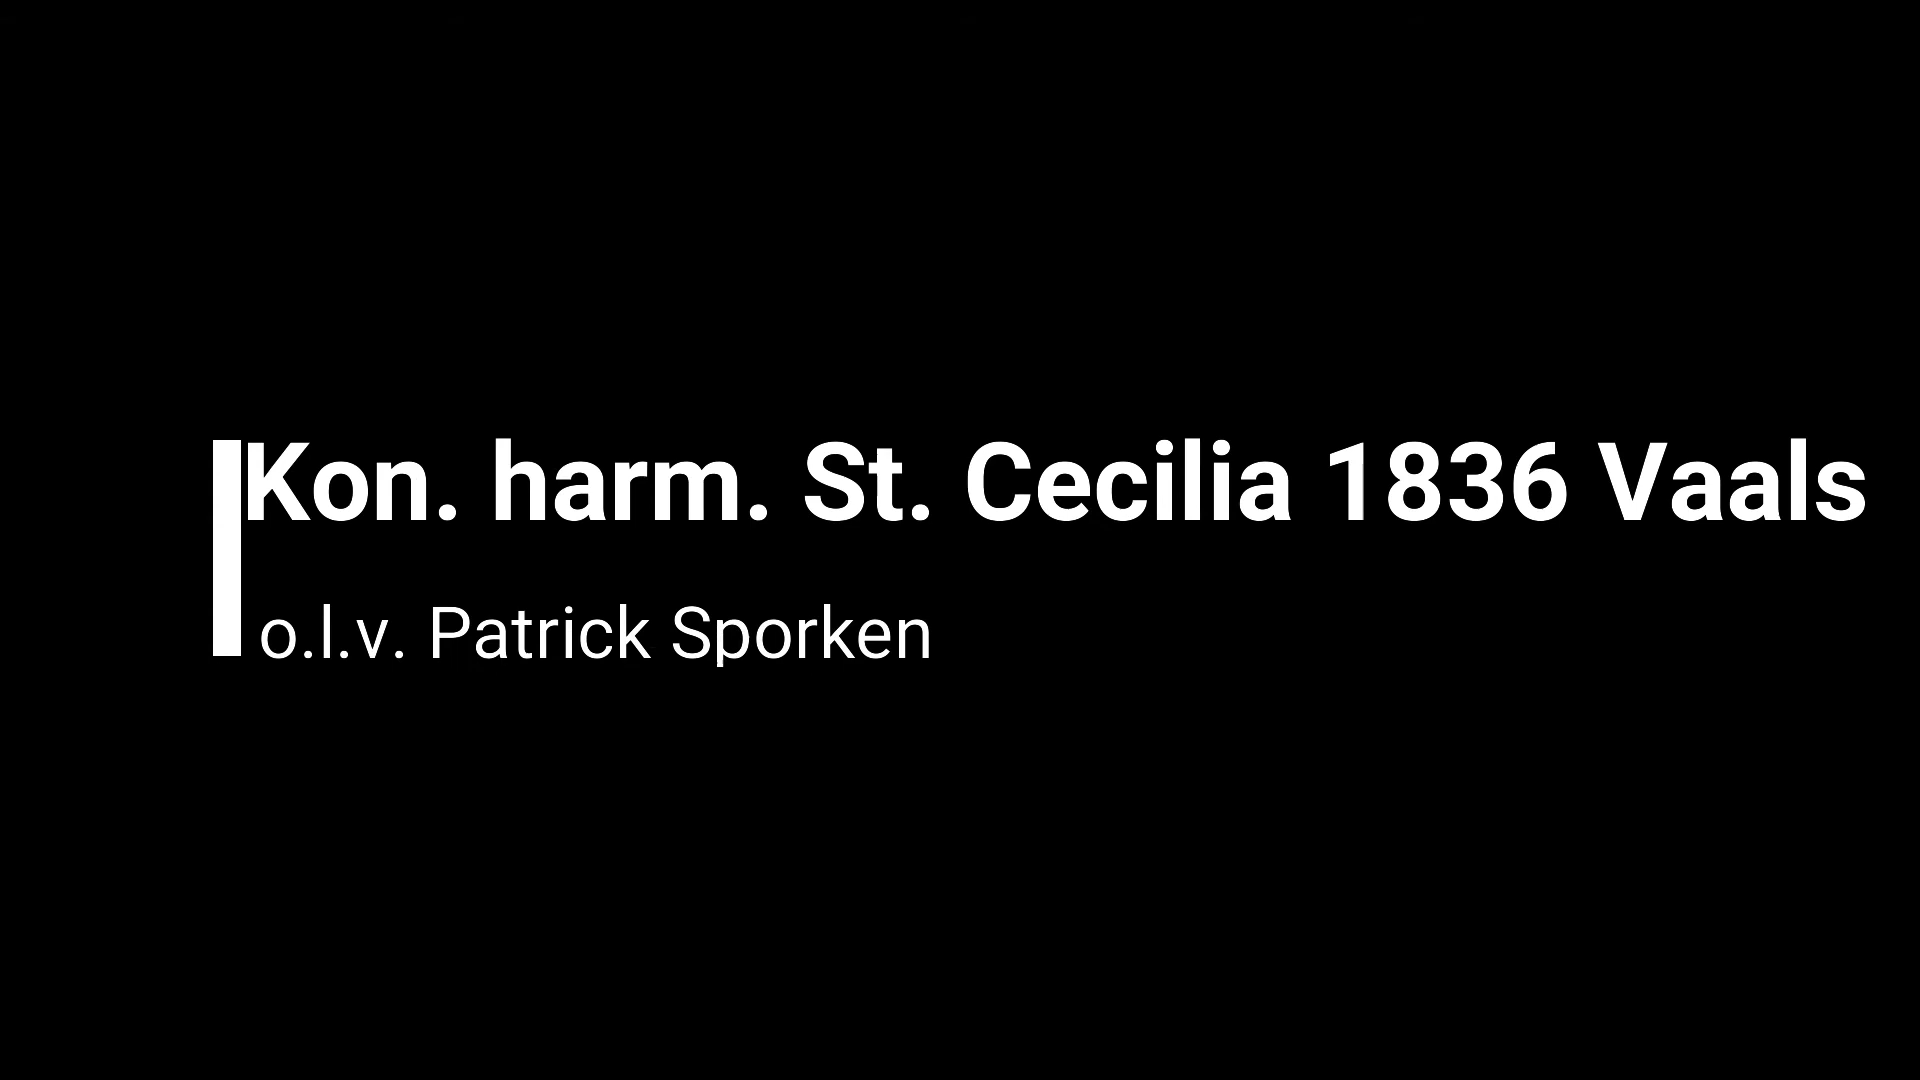 Kon. harm. St. Cecilia 1836 Vaals
o.l.v. Patrick Sporken